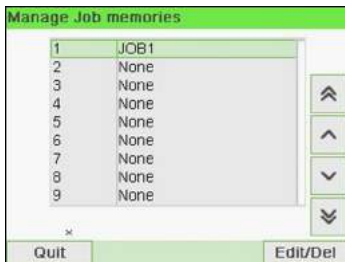 Manage Job memories
1 JOB1
2 None
3 None
4 None
5 None
6 None
7 None
8 None
9 None
×
Quit Edit/Del